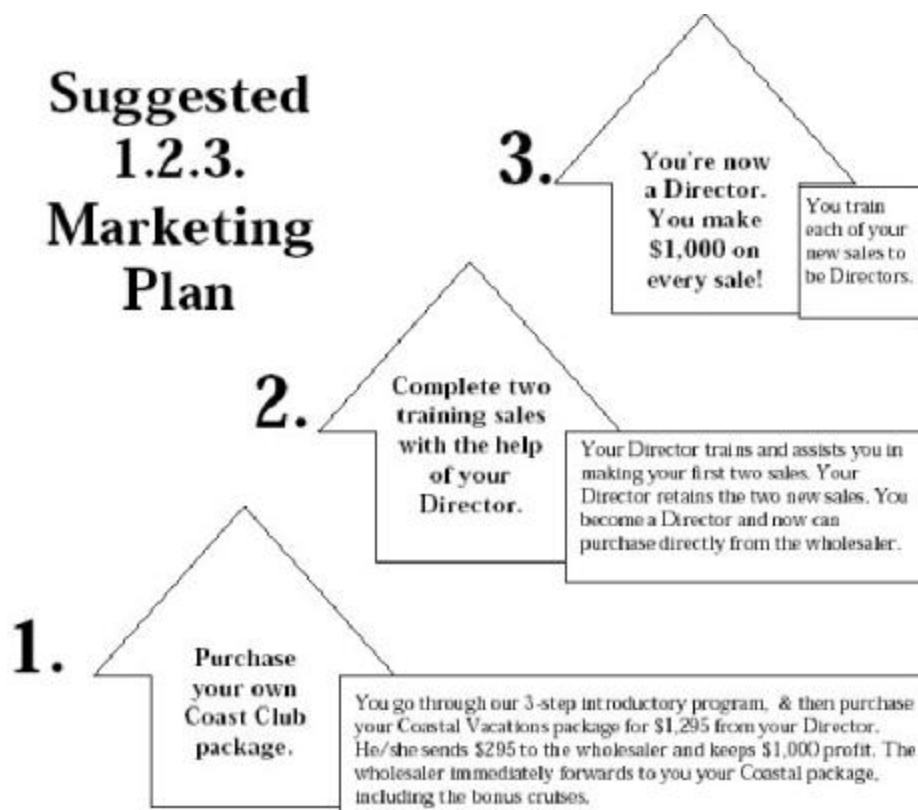 Suggested
1.2.3.
Marketing
Plan
3.
You're now
a Director.
You make
$1,000 on
every sale!
You train
each of your
new sales to
be Directors.
2.
Complete two
training sales
with the help
of your
Director.
Your Director trains and assists you in
making your first two sales. Your
Director retains the two new sales. You
become a Director and now can
purchase directly from the wholesaler.
1.
Purchase
your own
Coast Club
package.
You go through our 3-step introductory program, & then purchase
your Coastal Vacations package for $1,295 from your Director.
He/she sends $295 to the wholesaler and keeps $1,000 profit. The
wholesaler immediately forwards to you your Coastal package,
including the bonus cruises.